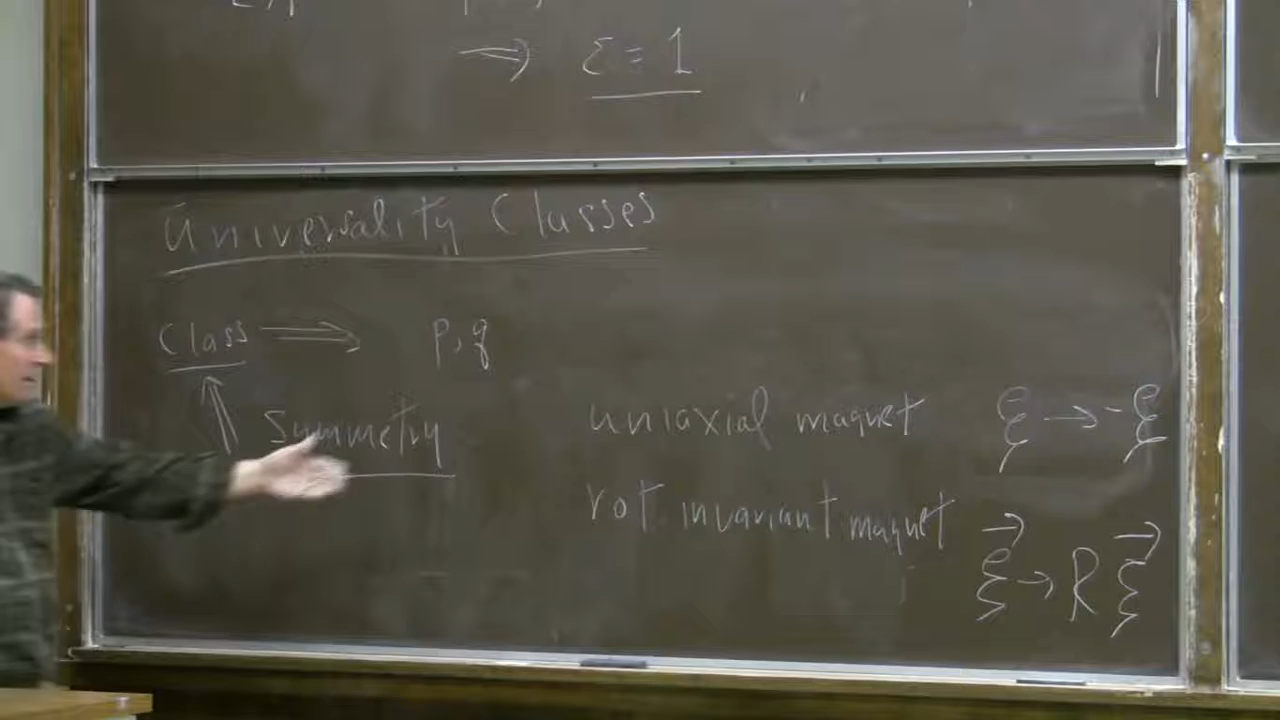 ⇒ Σ = 1
Universality Classes
Class ⇒ p, q
⇑ Symmetry
uniaxial magnet ξ → -ξ
rot invariant magnet ξ⃗ → R ξ⃗